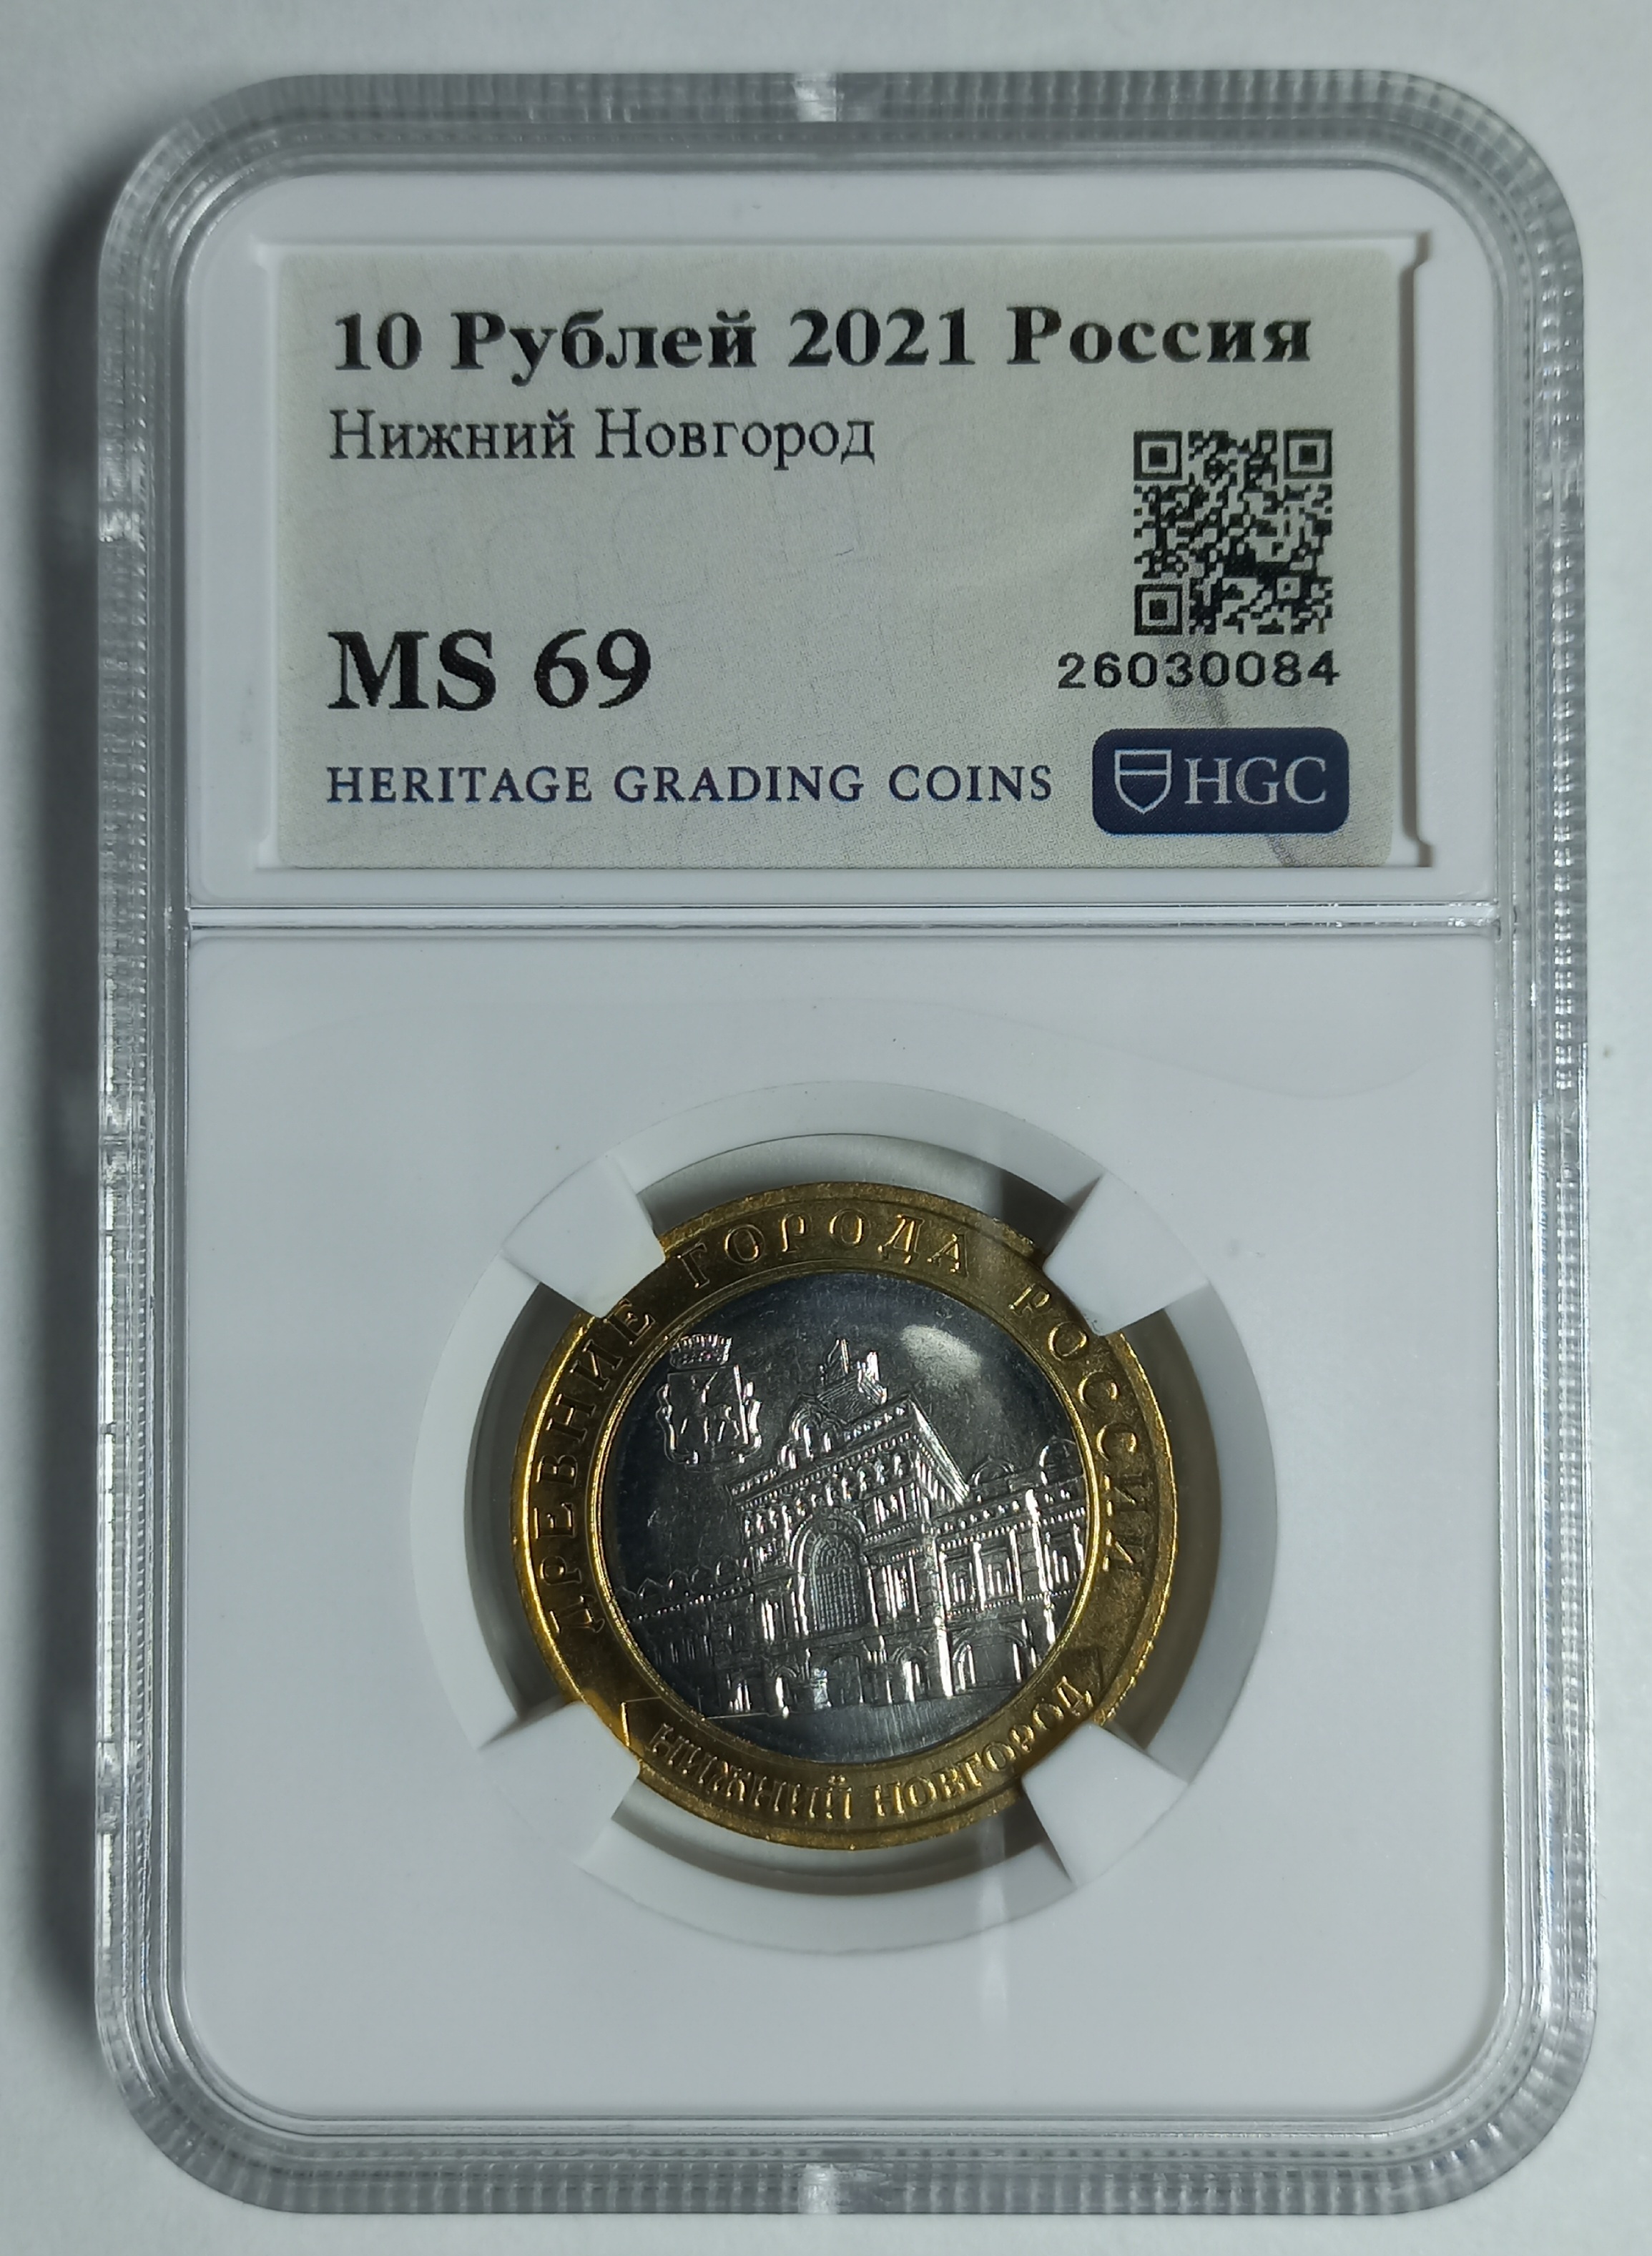 10 Рублей 2021 Россия
Нижний Новгород
MS 69
26030084
HERITAGE GRADING COINS
HGC
ДРЕВНИЕ ГОРОДА РОССИИ
НИЖНИЙ НОВГОРОД